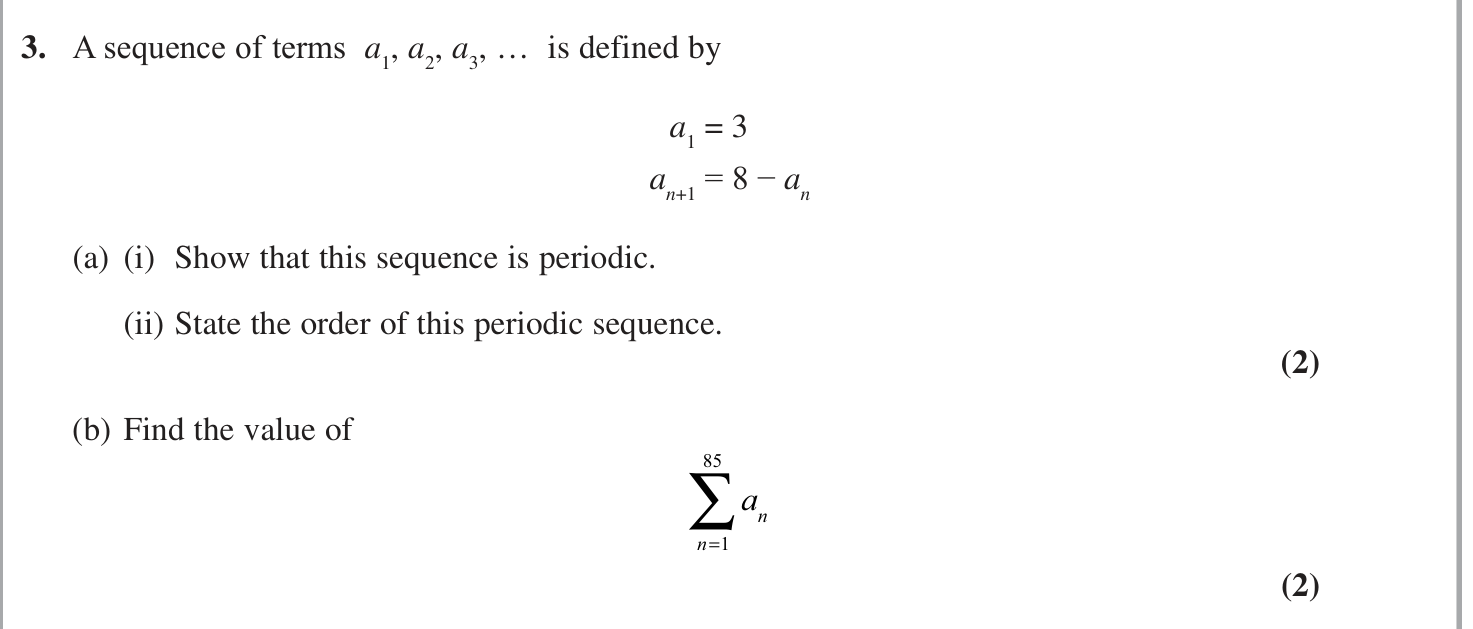 3. A sequence of terms a₁, a₂, a₃, … is defined by
a₁ = 3
aₙ₊₁ = 8 − aₙ
(a) (i) Show that this sequence is periodic.
(ii) State the order of this periodic sequence.
(2)
(b) Find the value of
85
∑ aₙ
n=1
(2)